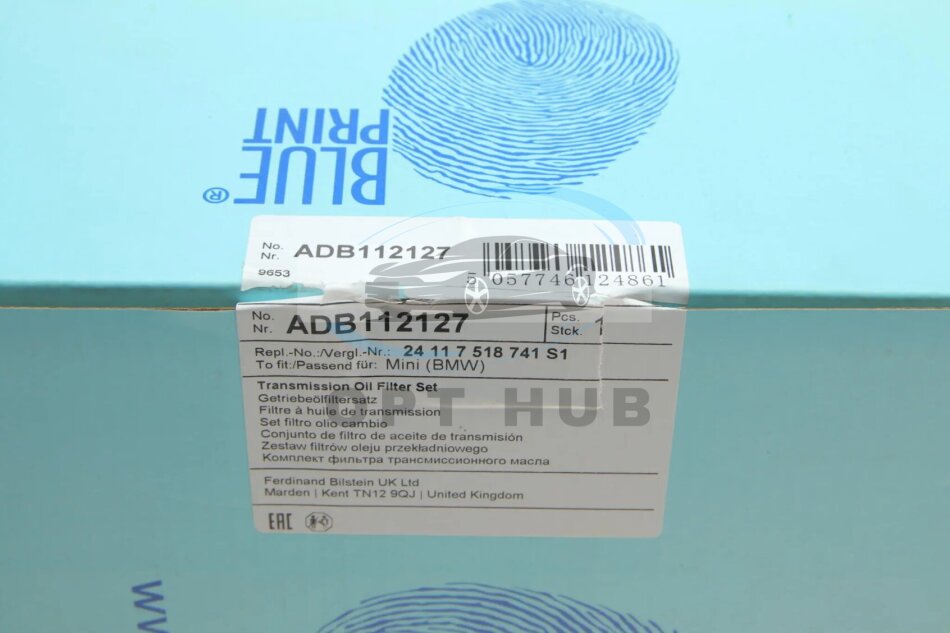 BLUE
PRINT
®
No.
Nr. ADB112127
9653
5 057746 124861
No.
Nr. ADB112127
Pcs.
Stck. 1
Repl.-No.:/Vergl.-Nr.: 24 11 7 518 741 S1
To fit:/Passend für: Mini (BMW)
Transmission Oil Filter Set
Getriebeölfiltersatz
Filtre à huile de transmission
Set filtro olio cambio
Conjunto de filtro de aceite de transmisión
Zestaw filtrów oleju przekładniowego
Комплект фильтра трансмиссионного масла
OPT HUB
Ferdinand Bilstein UK Ltd
Marden | Kent TN12 9QJ | United Kingdom
EAC